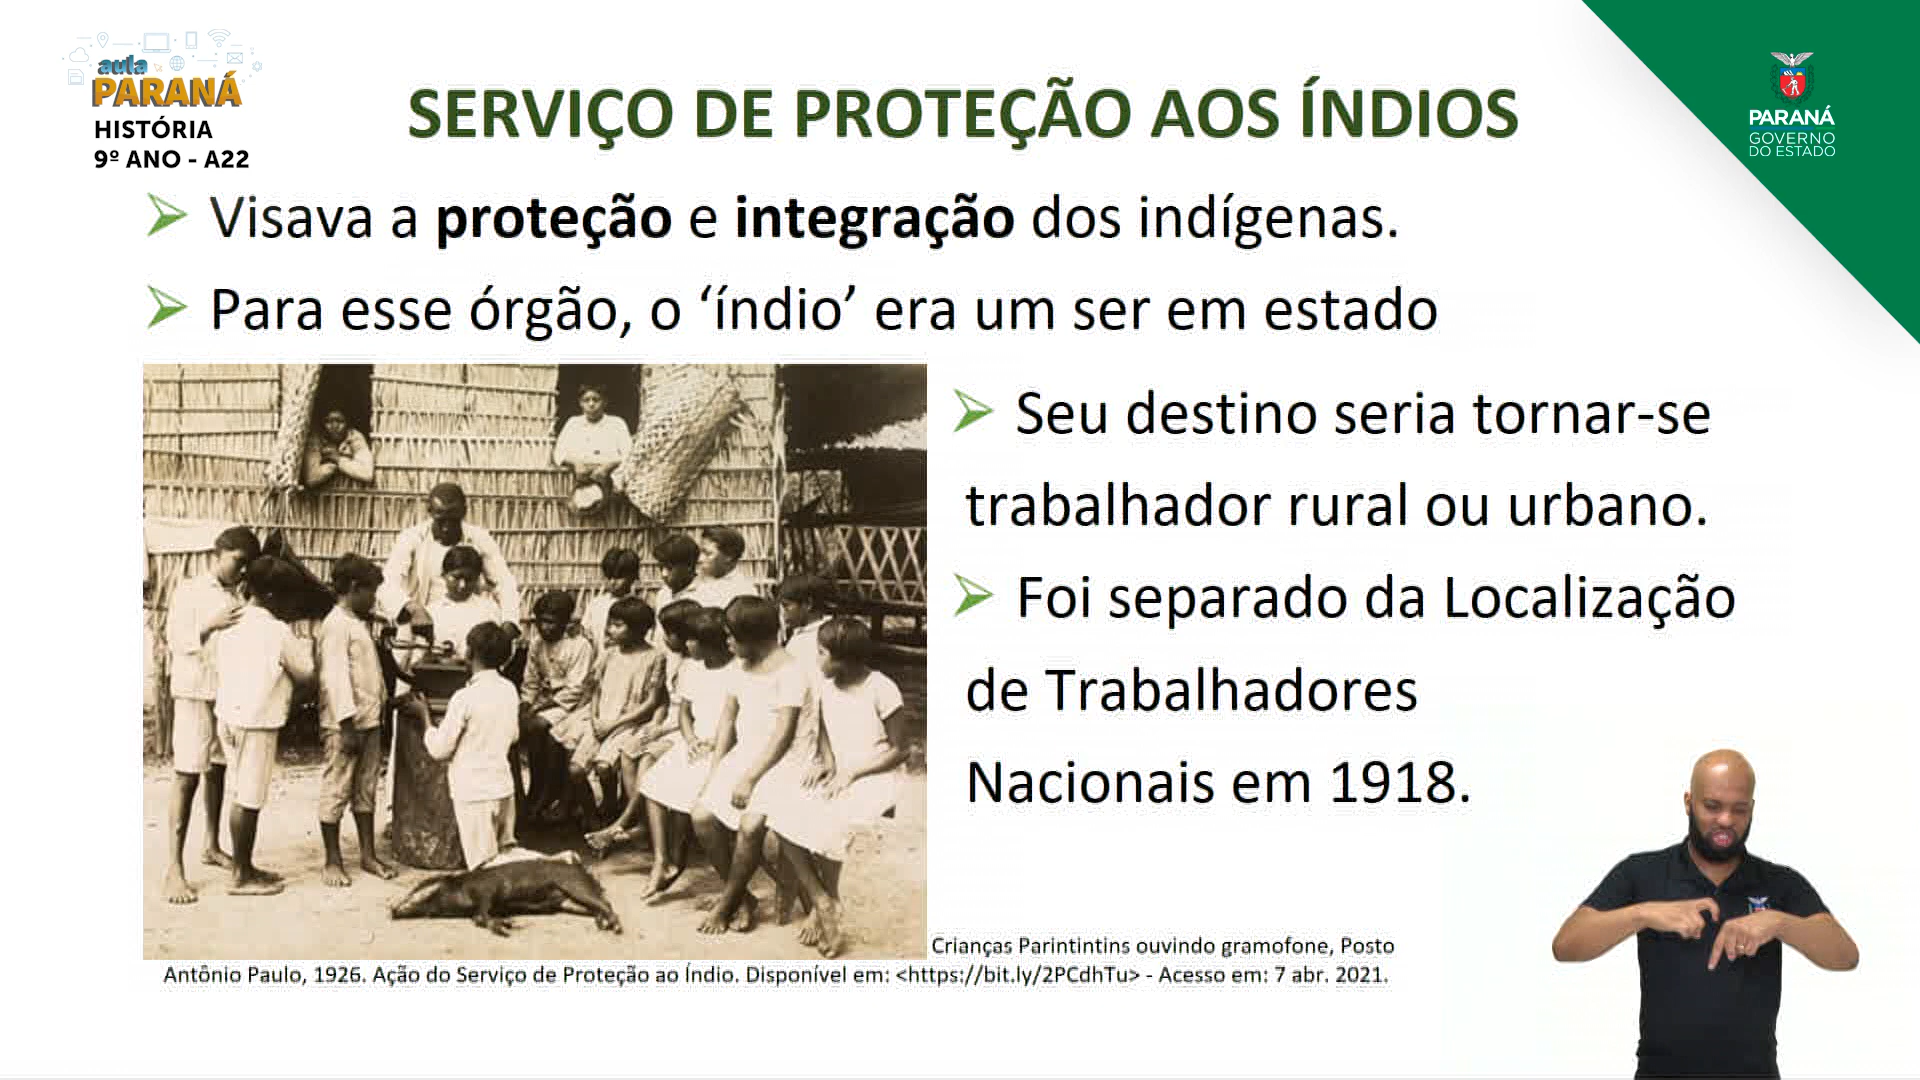 aula
PARANÁ
HISTÓRIA
9º ANO - A22
SERVIÇO DE PROTEÇÃO AOS ÍNDIOS
PARANÁ
GOVERNO
DO ESTADO
Visava a proteção e integração dos indígenas.
Para esse órgão, o ‘índio’ era um ser em estado
Seu destino seria tornar-se
trabalhador rural ou urbano.
Foi separado da Localização
de Trabalhadores
Nacionais em 1918.
Crianças Parintintins ouvindo gramofone, Posto
Antônio Paulo, 1926. Ação do Serviço de Proteção ao Índio. Disponível em: <https://bit.ly/2PCdhTu> - Acesso em: 7 abr. 2021.